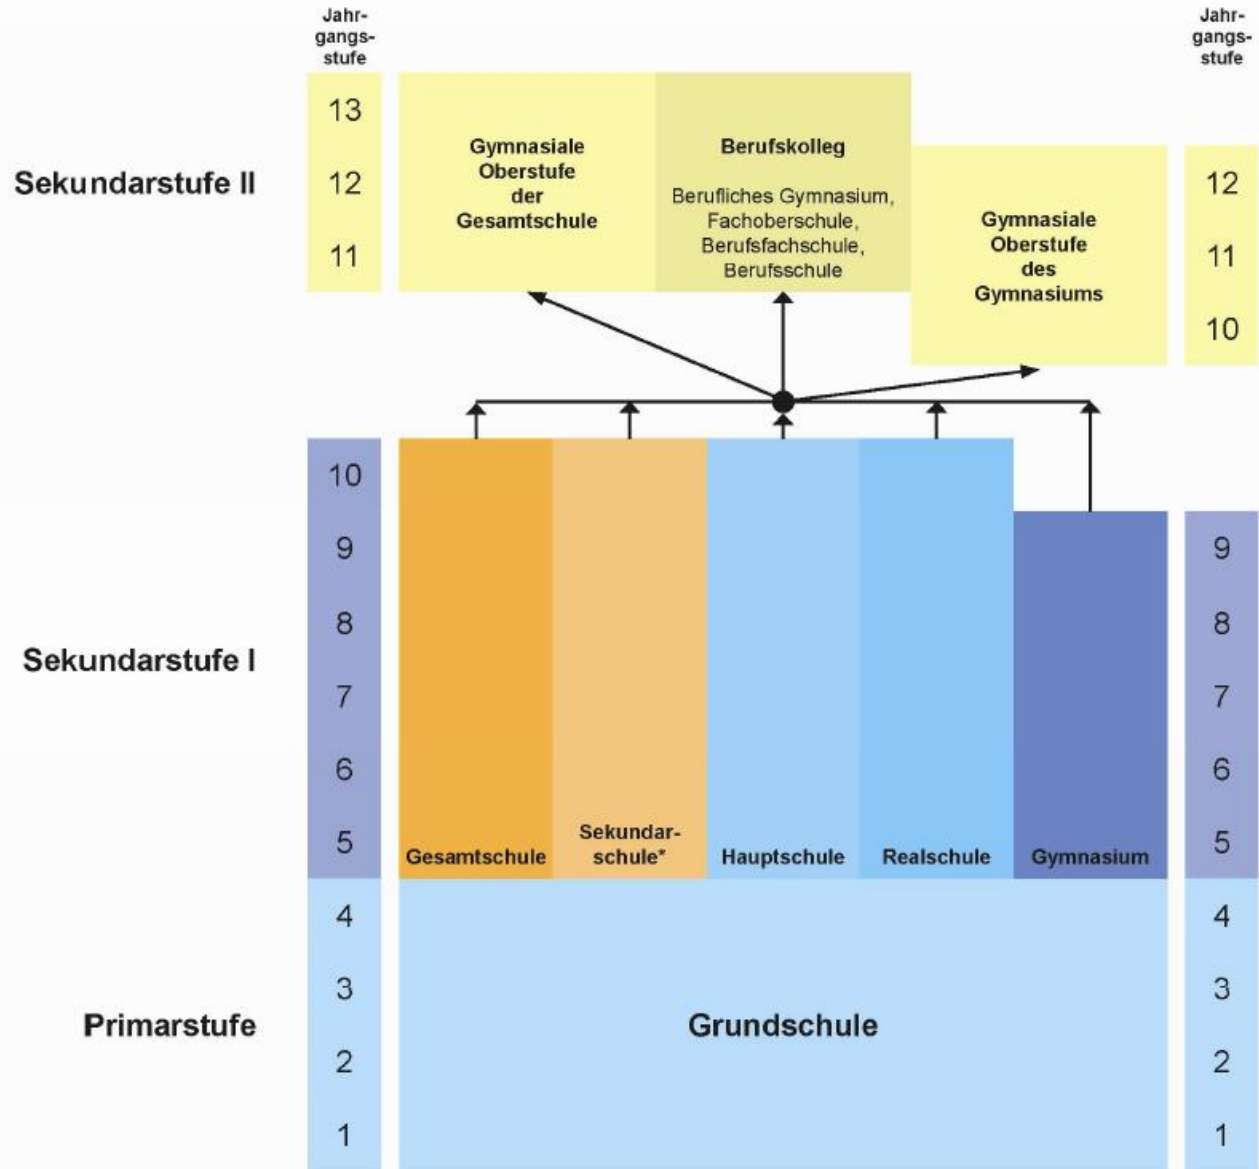 Jahr-
gangs-
stufe
Jahr-
gangs-
stufe
13
12
11
Sekundarstufe II
Gymnasiale
Oberstufe
der
Gesamtschule
Berufskolleg
Berufliches Gymnasium,
Fachoberschule,
Berufsfachschule,
Berufsschule
Gymnasiale
Oberstufe
des
Gymnasiums
12
11
10
Sekundarstufe I
10
9
8
7
6
5
Gesamtschule
Sekundar-
schule*
Hauptschule
Realschule
Gymnasium
9
8
7
6
5
Primarstufe
4
3
2
1
Grundschule
4
3
2
1